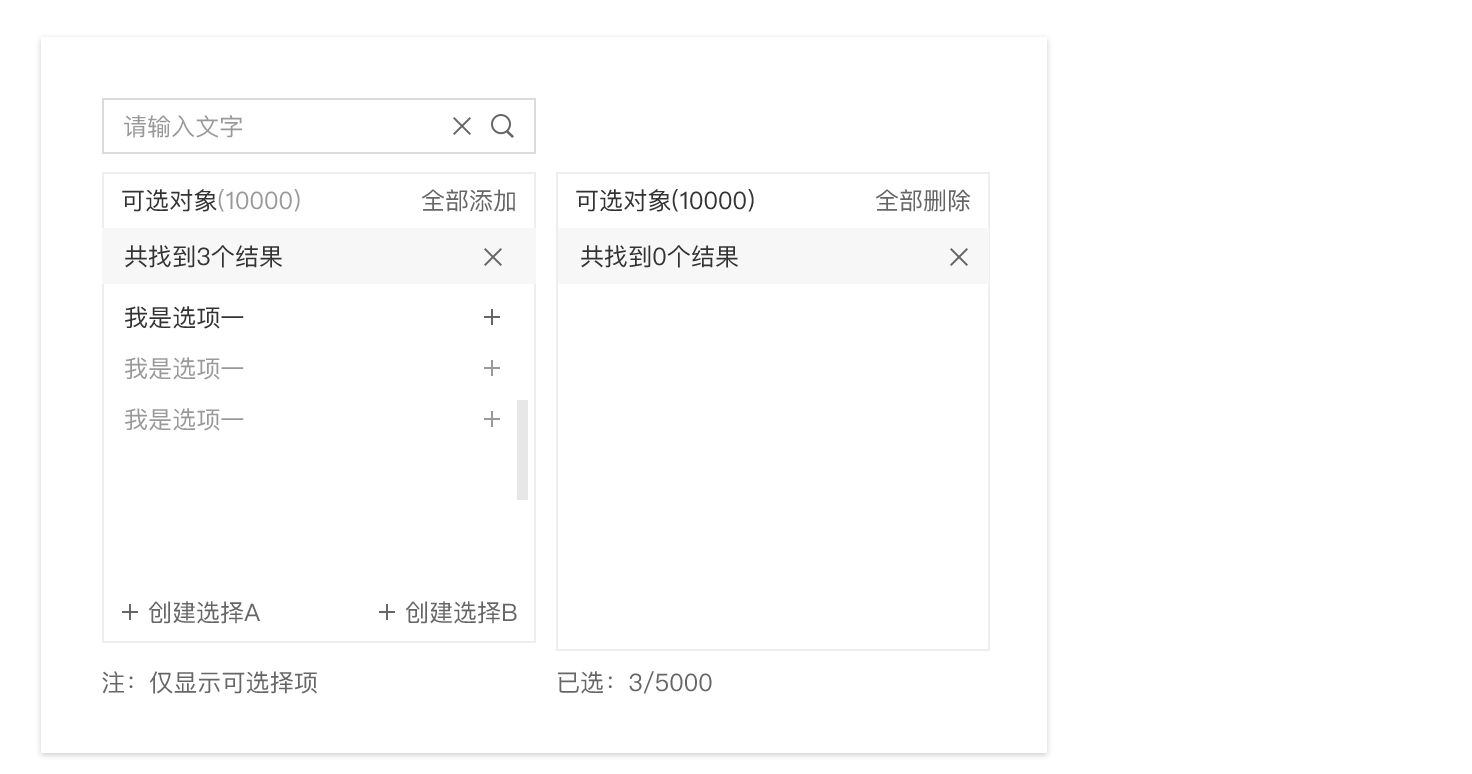 请输入文字
可选对象(10000) 全部添加
共找到3个结果
我是选项一
我是选项一
我是选项一
+ 创建选择A + 创建选择B
注：仅显示可选择项
可选对象(10000) 全部删除
共找到0个结果
已选：3/5000